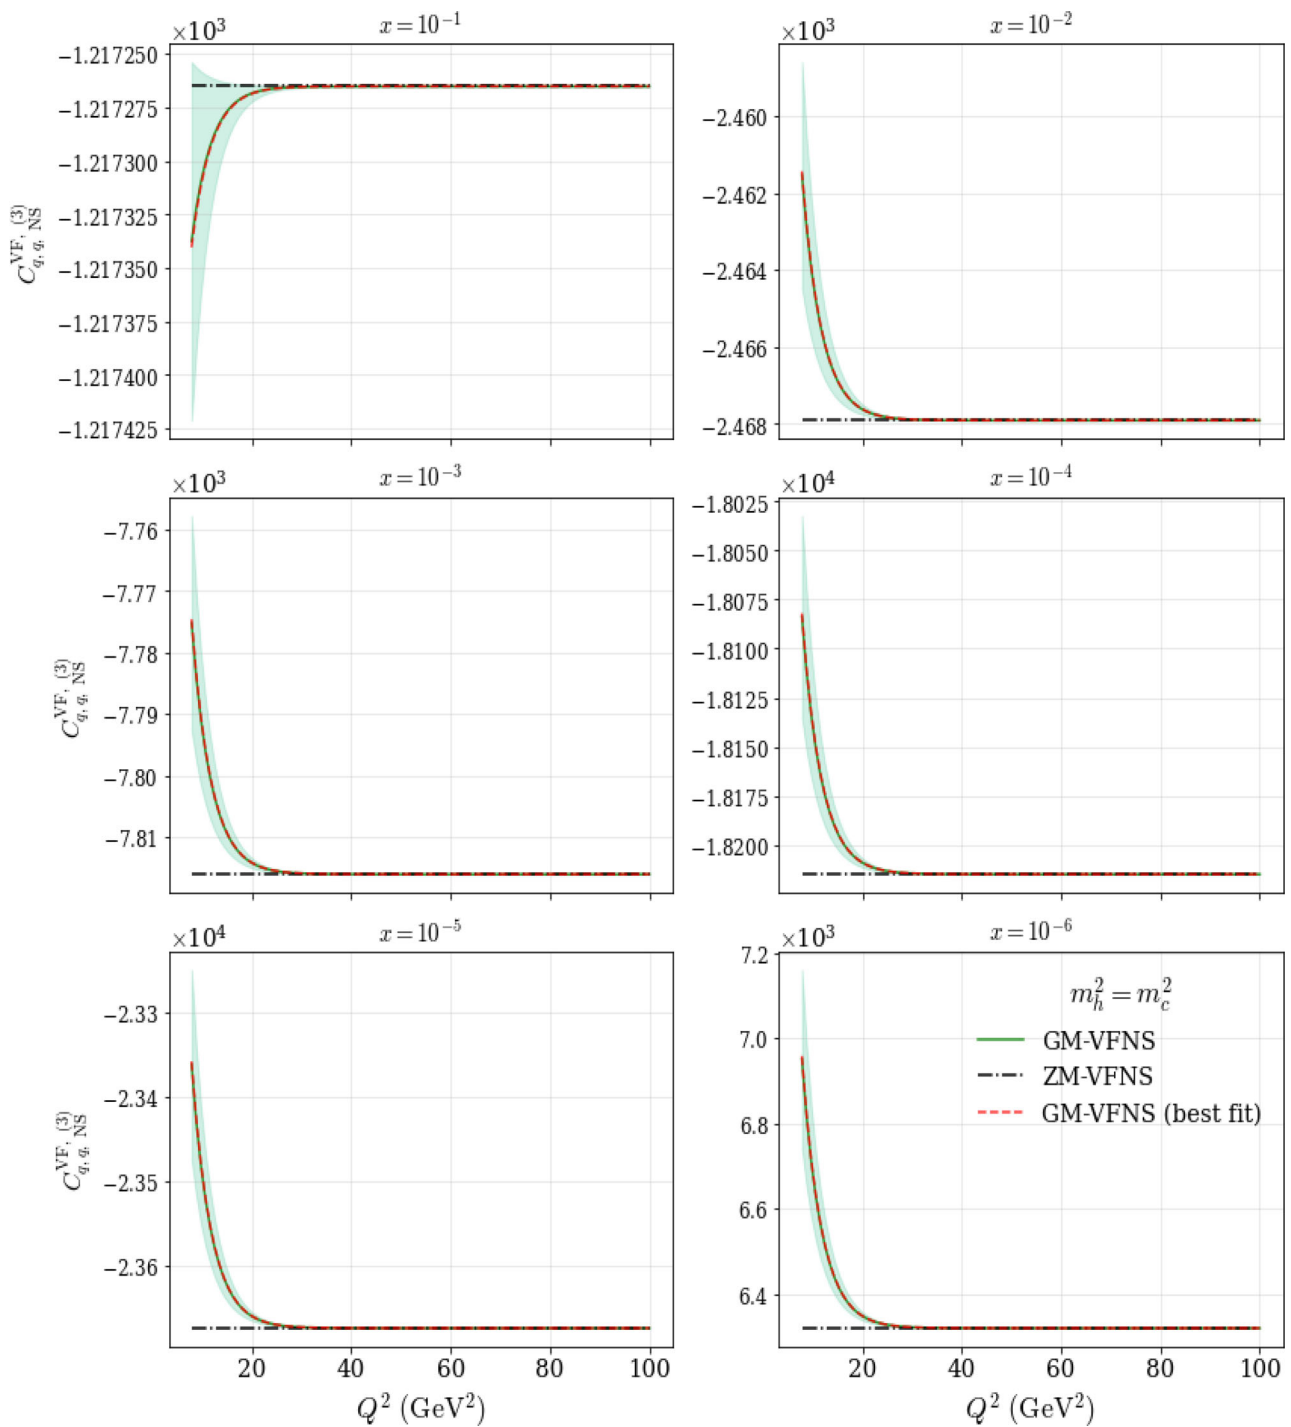 ×10³ x = 10⁻¹
−1.217250
−1.217275
−1.217300
−1.217325
−1.217350
−1.217375
−1.217400
−1.217425
C_{q, q, NS}^{VF, (3)}
×10³ x = 10⁻²
−2.460
−2.462
−2.464
−2.466
−2.468
×10³ x = 10⁻³
−7.76
−7.77
−7.78
−7.79
−7.80
−7.81
C_{q, q, NS}^{VF, (3)}
×10⁴ x = 10⁻⁴
−1.8025
−1.8050
−1.8075
−1.8100
−1.8125
−1.8150
−1.8175
−1.8200
×10⁴ x = 10⁻⁵
−2.33
−2.34
−2.35
−2.36
C_{q, q, NS}^{VF, (3)}
20 40 60 80 100
Q² (GeV²)
×10³ x = 10⁻⁶
7.2
7.0
6.8
6.6
6.4
m_h² = m_c²
GM-VFNS
ZM-VFNS
GM-VFNS (best fit)
20 40 60 80 100
Q² (GeV²)